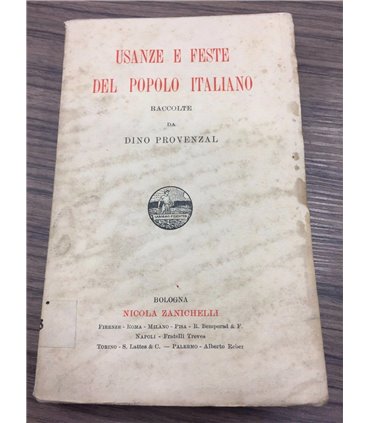 USANZE E FESTE
DEL POPOLO ITALIANO
RACCOLTE
DA
DINO PROVENZAL
BOLOGNA
NICOLA ZANICHELLI
FIRENZE - ROMA - MILANO - PISA - R. Bemporad & F.
NAPOLI - Fratelli Treves
TORINO - S. Lattes & C. — PALERMO - Alberto Reber